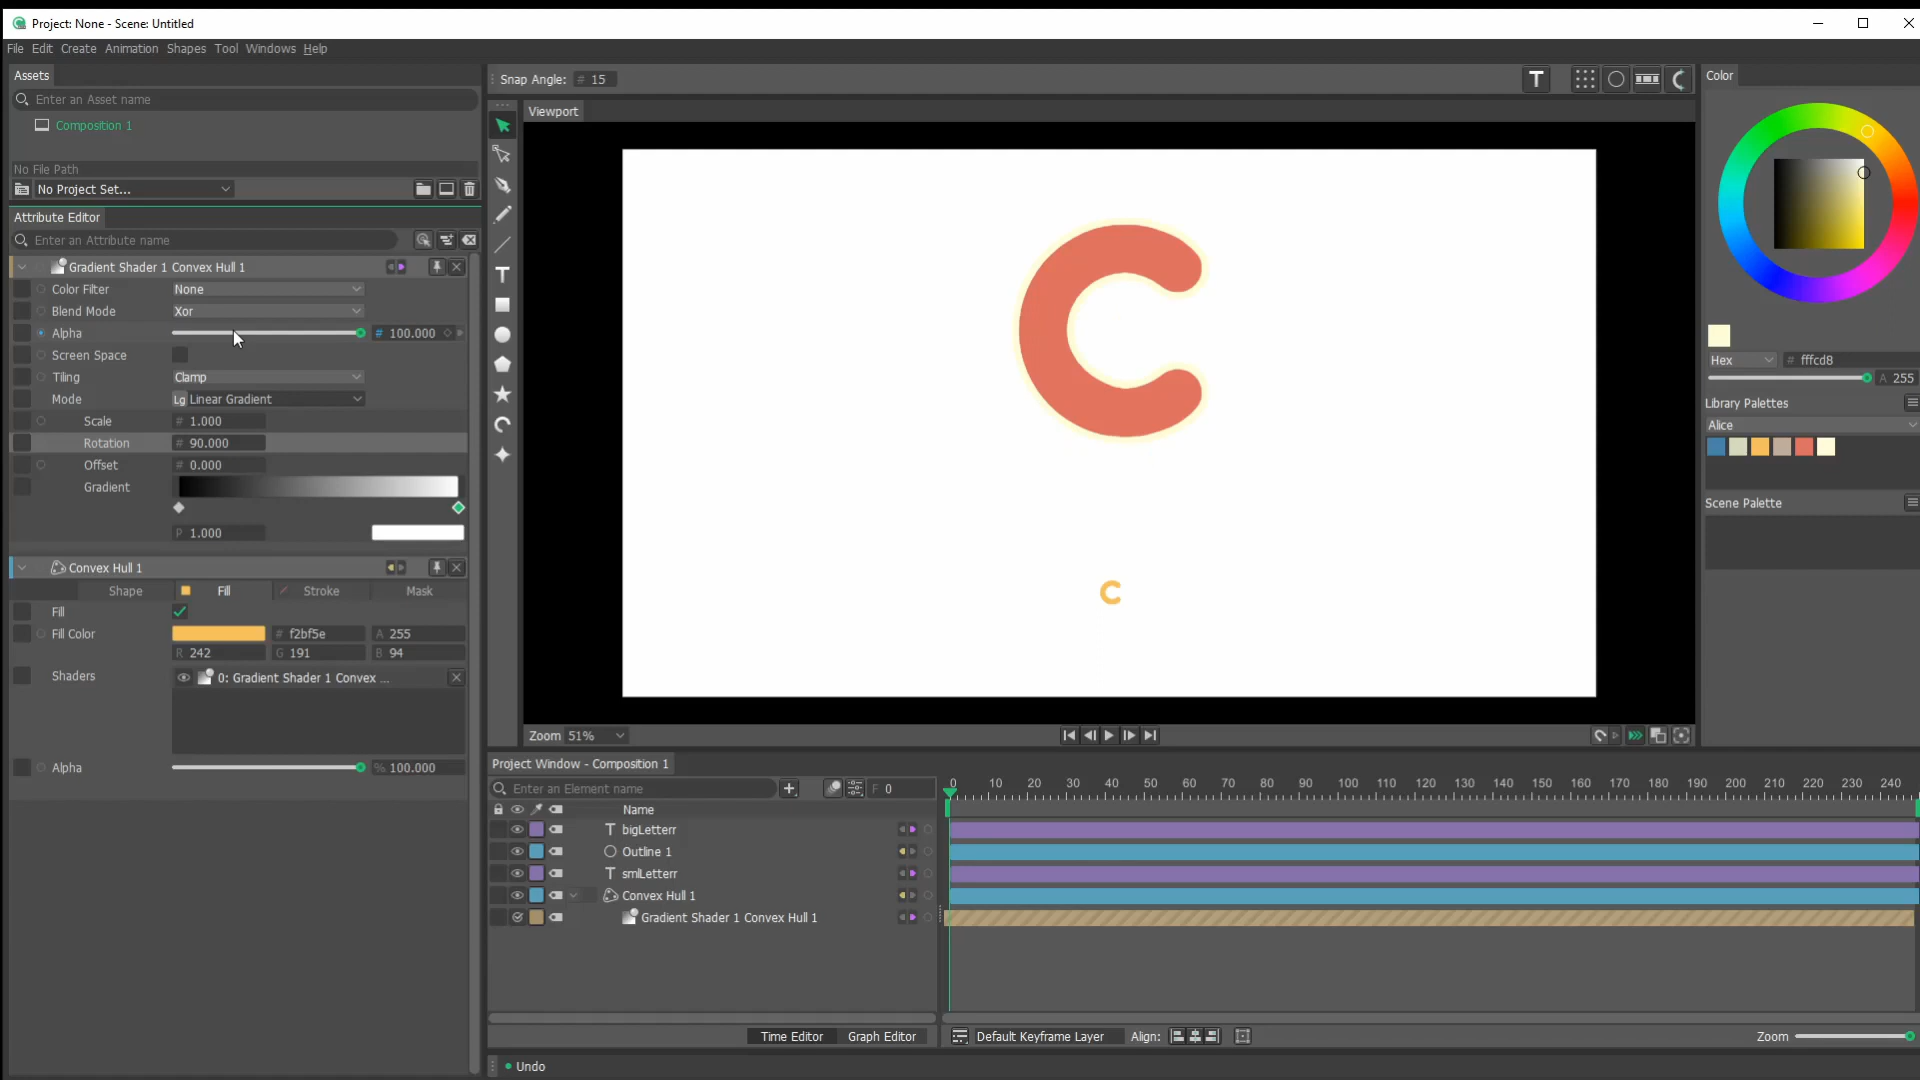 Project: None - Scene: Untitled
File Edit Create Animation Shapes Tool Windows Help
Assets
Enter an Asset name
Composition 1
No File Path
No Project Set...
Attribute Editor
Enter an Attribute name
Gradient Shader 1 Convex Hull 1
Color Filter None
Blend Mode Xor
Alpha # 100.000
Screen Space
Tiling Clamp
Mode Lg Linear Gradient
Scale # 1.000
Rotation # 90.000
Offset # 0.000
Gradient
P 1.000
Convex Hull 1
Shape Fill Stroke Mask
Fill
Fill Color # f2bf5e A 255
R 242 G 191 B 94
Shaders 0: Gradient Shader 1 Convex ...
Alpha % 100.000
Snap Angle: # 15
T
Viewport
T
C
C
Zoom 51%
Color
Hex # fffcd8
A 255
Library Palettes
Alice
Scene Palette
Project Window - Composition 1
Enter an Element name F 0
Name
T bigLetterr
Outline 1
T smlLetterr
Convex Hull 1
Gradient Shader 1 Convex Hull 1
0 10 20 30 40 50 60 70 80 90 100 110 120 130 140 150 160 170 180 190 200 210 220 230 240
Time Editor Graph Editor
Default Keyframe Layer Align:
Zoom
Undo